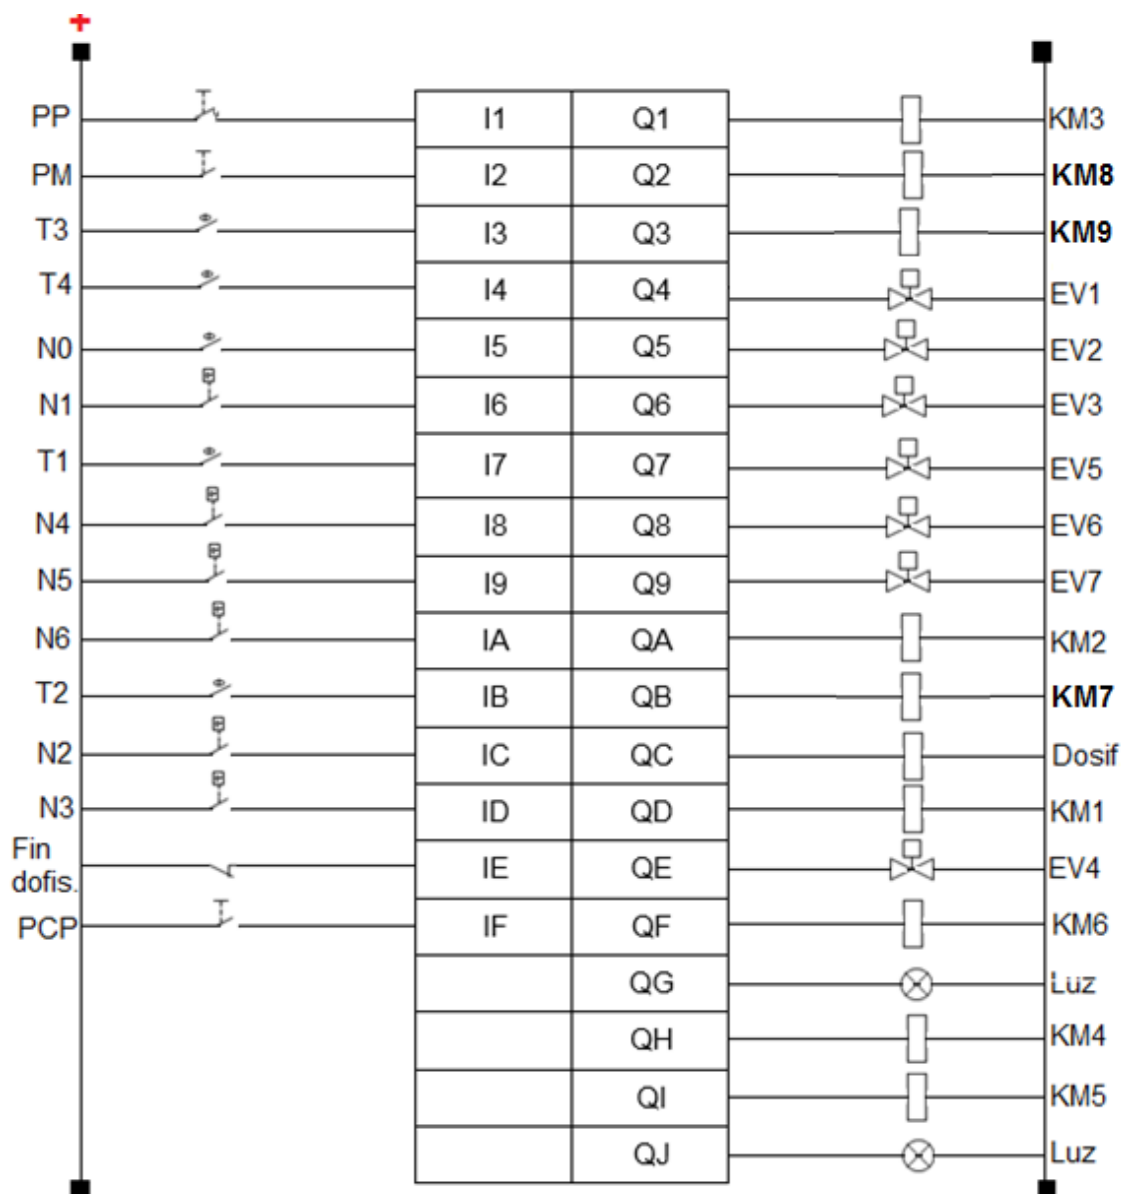 +
PP I1 Q1 KM3
PM I2 Q2 KM8
T3 I3 Q3 KM9
T4 I4 Q4 EV1
N0 I5 Q5 EV2
N1 I6 Q6 EV3
T1 I7 Q7 EV5
N4 I8 Q8 EV6
N5 I9 Q9 EV7
N6 IA QA KM2
T2 IB QB KM7
N2 IC QC Dosif
N3 ID QD KM1
Fin
dofis. IE QE EV4
PCP IF QF KM6
QG Luz
QH KM4
QI KM5
QJ Luz